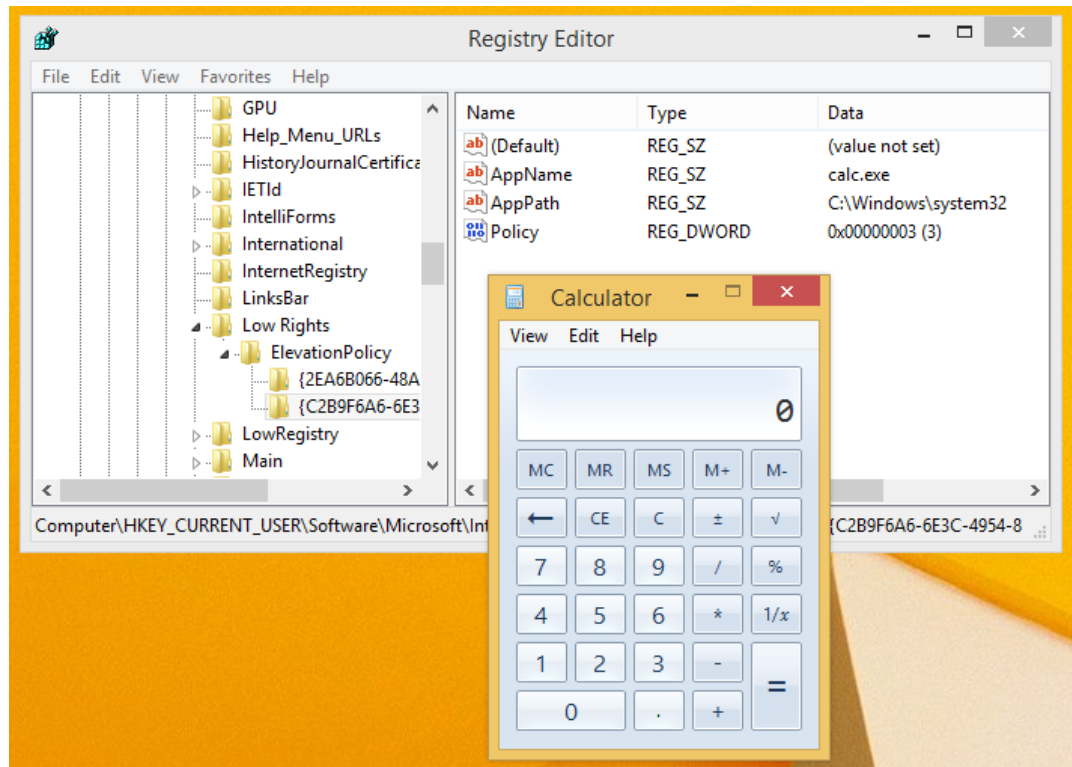 Registry Editor
File Edit View Favorites Help
GPU
Help_Menu_URLs
HistoryJournalCertifica
IETId
IntelliForms
International
InternetRegistry
LinksBar
Low Rights
ElevationPolicy
{2EA6B066-48A
{C2B9F6A6-6E3
LowRegistry
Main
Name Type Data
(Default) REG_SZ (value not set)
AppName REG_SZ calc.exe
AppPath REG_SZ C:\Windows\system32
Policy REG_DWORD 0x00000003 (3)
Computer\HKEY_CURRENT_USER\Software\Microsoft\Int
{C2B9F6A6-6E3C-4954-8
Calculator
View Edit Help
0
MC MR MS M+ M-
← CE C ± √
7 8 9 / %
4 5 6 * 1/x
1 2 3 - =
0 . +